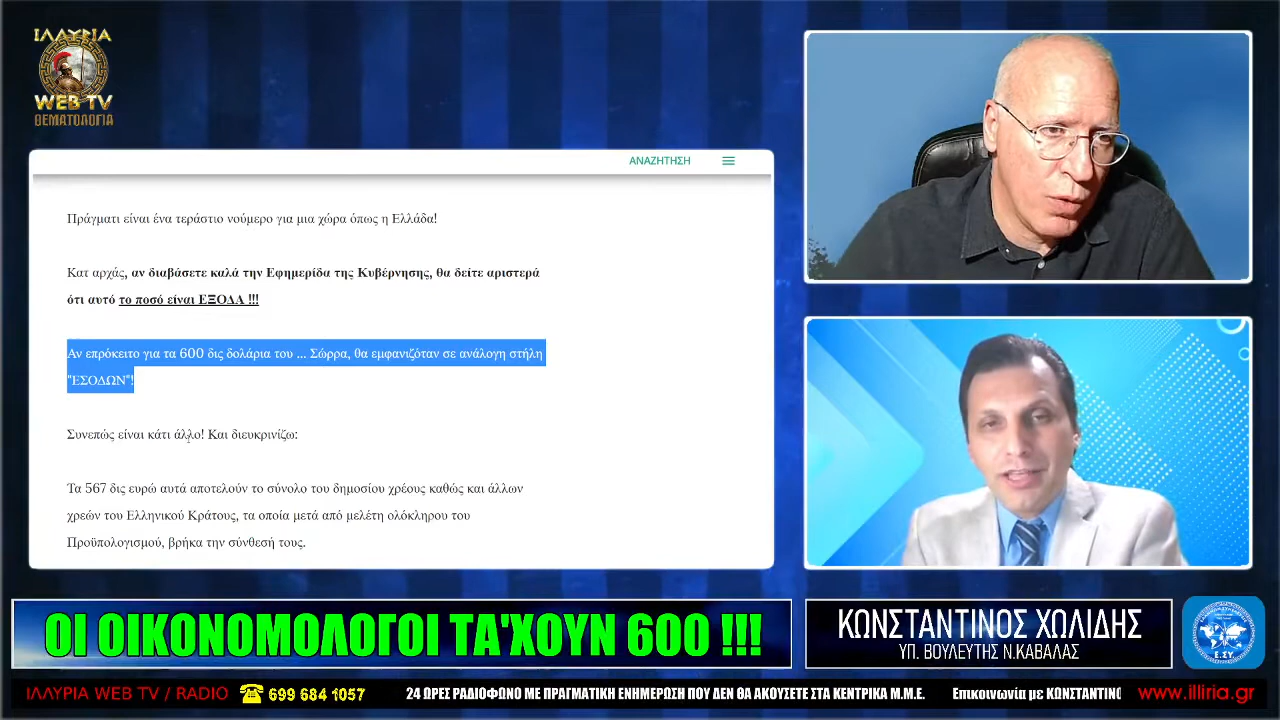 ΙΛΛΥΡΙΑ
WEB TV
ΘΕΜΑΤΟΛΟΓΙΑ
ΑΝΑΖΗΤΗΣΗ
Πράγματι είναι ένα τεράστιο νούμερο για μια χώρα όπως η Ελλάδα!
Κατ αρχάς, αν διαβάσετε καλά την Εφημερίδα της Κυβέρνησης, θα δείτε αριστερά
ότι αυτό το ποσό είναι ΕΞΟΔΑ !!!
Αν επρόκειτο για τα 600 δις δολάρια του ... Σώρρα, θα εμφανιζόταν σε ανάλογη στήλη
"ΕΣΟΔΩΝ"!
Συνεπώς είναι κάτι άλλο! Και διευκρινίζω:
Τα 567 δις ευρώ αυτά αποτελούν το σύνολο του δημοσίου χρέους καθώς και άλλων
χρεών του Ελληνικού Κράτους, τα οποία μετά από μελέτη ολόκληρου του
Προϋπολογισμού, βρήκα την σύνθεσή τους.
ΟΙ ΟΙΚΟΝΟΜΟΛΟΓΟΙ ΤΑ'ΧΟΥΝ 600 !!!
ΚΩΝΣΤΑΝΤΙΝΟΣ ΧΩΛΙΔΗΣ
ΥΠ. ΒΟΥΛΕΥΤΗΣ Ν.ΚΑΒΑΛΑΣ
Ε.ΣΥ.
ΙΛΛΥΡΙΑ WEB TV / RADIO ☎ 699 684 1057 24 ΩΡΕΣ ΡΑΔΙΟΦΩΝΟ ΜΕ ΠΡΑΓΜΑΤΙΚΗ ΕΝΗΜΕΡΩΣΗ ΠΟΥ ΔΕΝ ΘΑ ΑΚΟΥΣΕΤΕ ΣΤΑ ΚΕΝΤΡΙΚΑ Μ.Μ.Ε. Επικοινωνία με ΚΩΝΣΤΑΝΤΙΝΟ www.illiria.gr